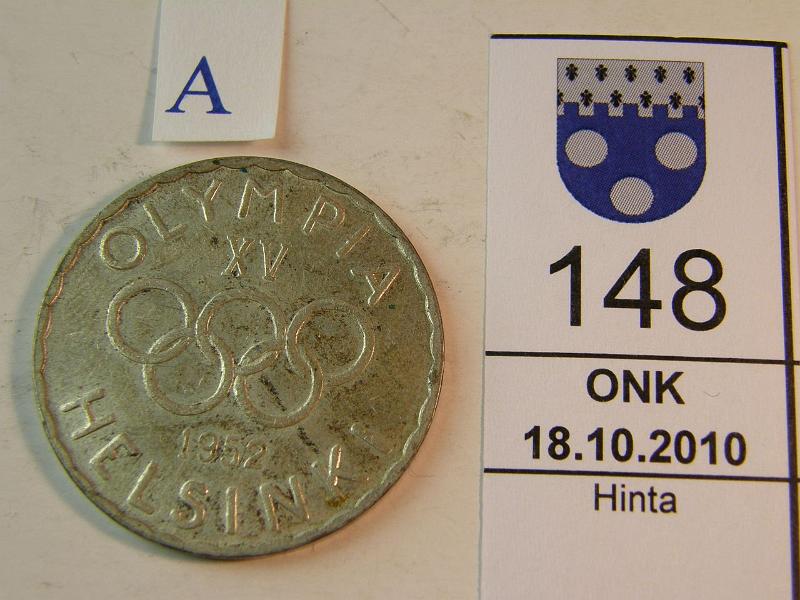 A
OLYMPIA
XV
1952
HELSINKI
148
ONK
18.10.2010
Hinta